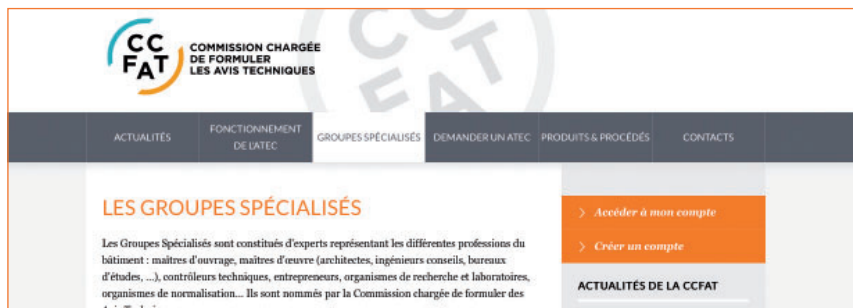 CC
FAT
COMMISSION CHARGÉE
DE FORMULER
LES AVIS TECHNIQUES
CC
FAT
ACTUALITÉS
FONCTIONNEMENT
DE L'ATEC
GROUPES SPÉCIALISÉS
DEMANDER UN ATEC
PRODUITS & PROCÉDÉS
CONTACTS
LES GROUPES SPÉCIALISÉS
Les Groupes Spécialisés sont constitués d'experts représentant les différentes professions du
bâtiment : maîtres d'ouvrage, maîtres d'œuvre (architectes, ingénieurs conseils, bureaux
d'études, ...), contrôleurs techniques, entrepreneurs, organismes de recherche et laboratoires,
organismes de normalisation... Ils sont nommés par la Commission chargée de formuler des
> Accéder à mon compte
> Créer un compte
ACTUALITÉS DE LA CCFAT